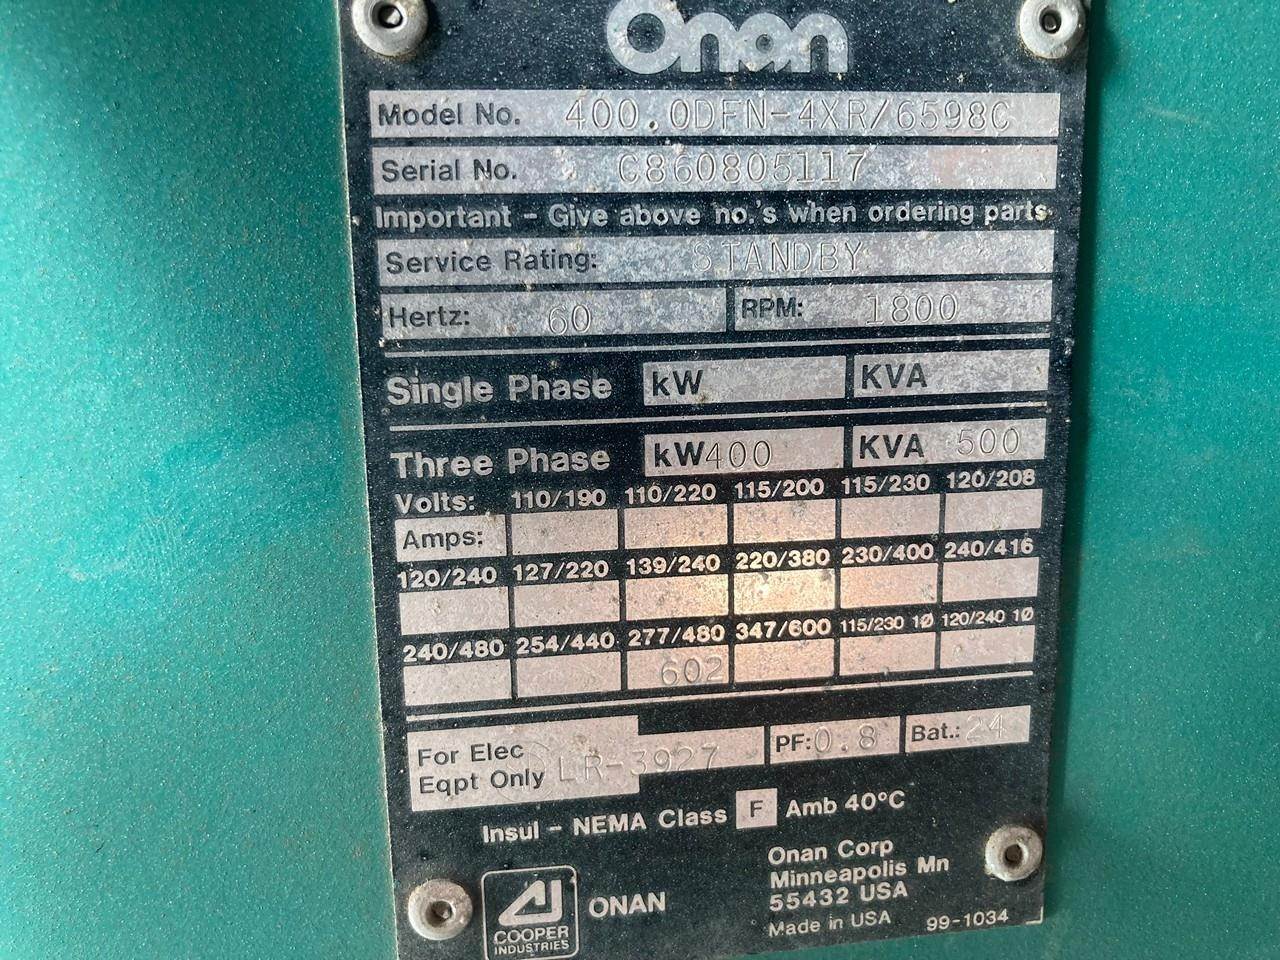 Onan
Model No. 400.0DFN-4XR/6598C
Serial No. C860805117
Important - Give above no.'s when ordering parts
Service Rating: STANDBY
Hertz: 60 RPM: 1800
Single Phase kW KVA
Three Phase kW 400 KVA 500
Volts: 110/190 110/220 115/200 115/230 120/208
Amps:
120/240 127/220 139/240 220/380 230/400 240/416
240/480 254/440 277/480 347/600 115/230 1Ø 120/240 1Ø
602
For Elec
Eqpt Only LR-3927 PF: 0.8 Bat.: 24
Insul - NEMA Class F Amb 40°C
COOPER
INDUSTRIES
ONAN
Onan Corp
Minneapolis Mn
55432 USA
Made in USA 99-1034